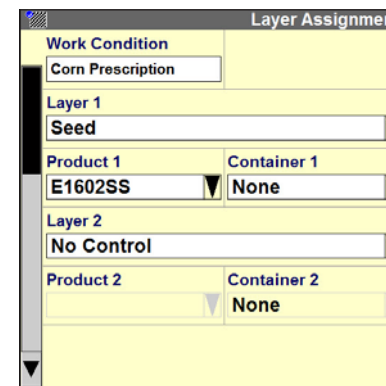 Layer Assignme
Work Condition
Corn Prescription
Layer 1
Seed
Product 1 Container 1
E1602SS None
Layer 2
No Control
Product 2 Container 2
None